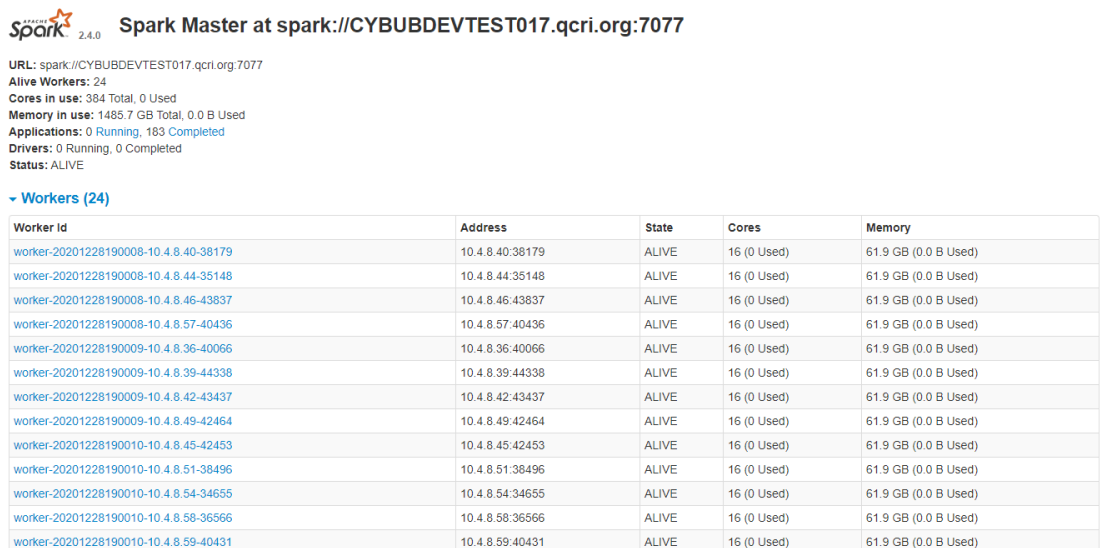 APACHE
Spark 2.4.0 Spark Master at spark://CYBUBDEVTEST017.qcri.org:7077
URL: spark://CYBUBDEVTEST017.qcri.org:7077
Alive Workers: 24
Cores in use: 384 Total, 0 Used
Memory in use: 1485.7 GB Total, 0.0 B Used
Applications: 0 Running, 183 Completed
Drivers: 0 Running, 0 Completed
Status: ALIVE
Workers (24)
Worker Id Address State Cores Memory
worker-20201228190008-10.4.8.40-38179 10.4.8.40:38179 ALIVE 16 (0 Used) 61.9 GB (0.0 B Used)
worker-20201228190008-10.4.8.44-35148 10.4.8.44:35148 ALIVE 16 (0 Used) 61.9 GB (0.0 B Used)
worker-20201228190008-10.4.8.46-43837 10.4.8.46:43837 ALIVE 16 (0 Used) 61.9 GB (0.0 B Used)
worker-20201228190008-10.4.8.57-40436 10.4.8.57:40436 ALIVE 16 (0 Used) 61.9 GB (0.0 B Used)
worker-20201228190009-10.4.8.36-40066 10.4.8.36:40066 ALIVE 16 (0 Used) 61.9 GB (0.0 B Used)
worker-20201228190009-10.4.8.39-44338 10.4.8.39:44338 ALIVE 16 (0 Used) 61.9 GB (0.0 B Used)
worker-20201228190009-10.4.8.42-43437 10.4.8.42:43437 ALIVE 16 (0 Used) 61.9 GB (0.0 B Used)
worker-20201228190009-10.4.8.49-42464 10.4.8.49:42464 ALIVE 16 (0 Used) 61.9 GB (0.0 B Used)
worker-20201228190010-10.4.8.45-42453 10.4.8.45:42453 ALIVE 16 (0 Used) 61.9 GB (0.0 B Used)
worker-20201228190010-10.4.8.51-38496 10.4.8.51:38496 ALIVE 16 (0 Used) 61.9 GB (0.0 B Used)
worker-20201228190010-10.4.8.54-34655 10.4.8.54:34655 ALIVE 16 (0 Used) 61.9 GB (0.0 B Used)
worker-20201228190010-10.4.8.58-36566 10.4.8.58:36566 ALIVE 16 (0 Used) 61.9 GB (0.0 B Used)
worker-20201228190010-10.4.8.59-40431 10.4.8.59:40431 ALIVE 16 (0 Used) 61.9 GB (0.0 B Used)